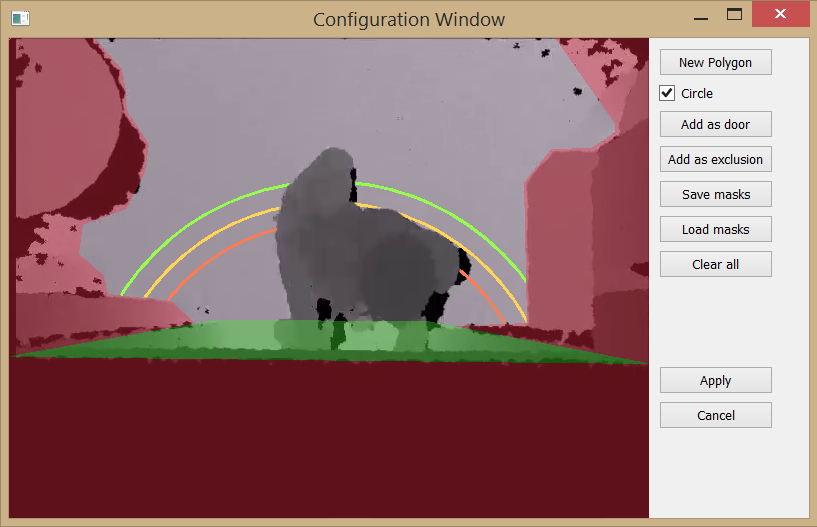 Configuration Window
New Polygon
Circle
Add as door
Add as exclusion
Save masks
Load masks
Clear all
Apply
Cancel